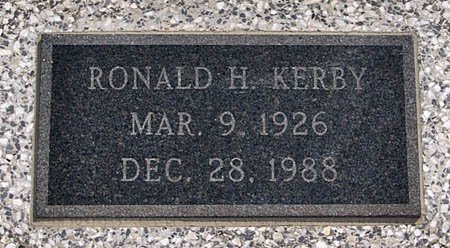 RONALD H. KERBY
MAR. 9. 1926
DEC. 28. 1988